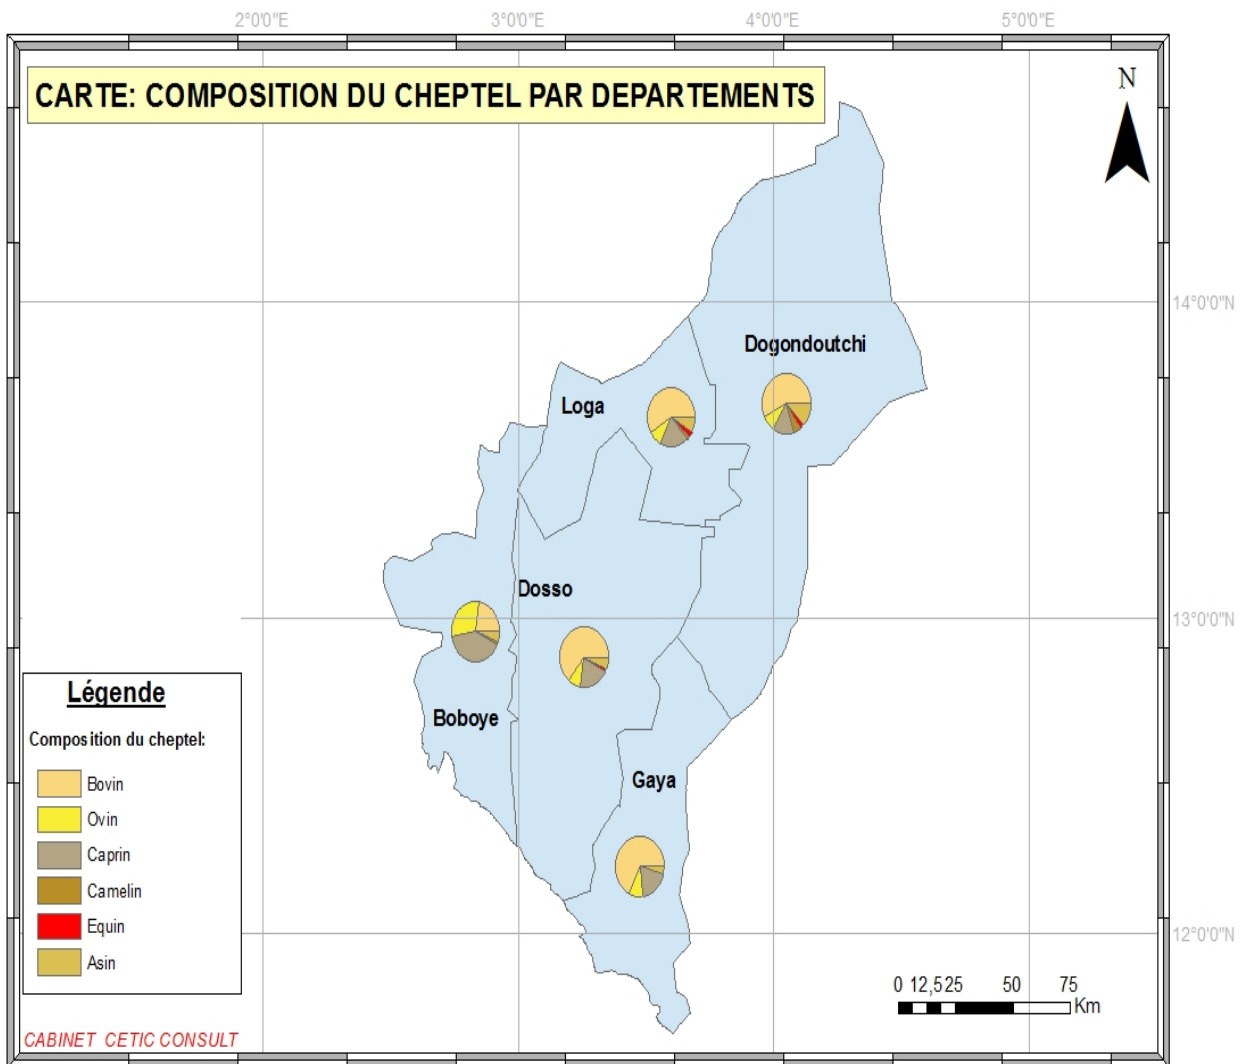 2°0'0"E 3°0'0"E 4°0'0"E 5°0'0"E
CARTE: COMPOSITION DU CHEPTEL PAR DEPARTEMENTS
N
14°0'0"N
Dogondoutchi
Loga
Dosso
13°0'0"N
Boboye
Gaya
Légende
Composition du cheptel:
Bovin
Ovin
Caprin
Camelin
Equin
Asin
12°0'0"N
0 12,525 50 75
Km
CABINET CETIC CONSULT